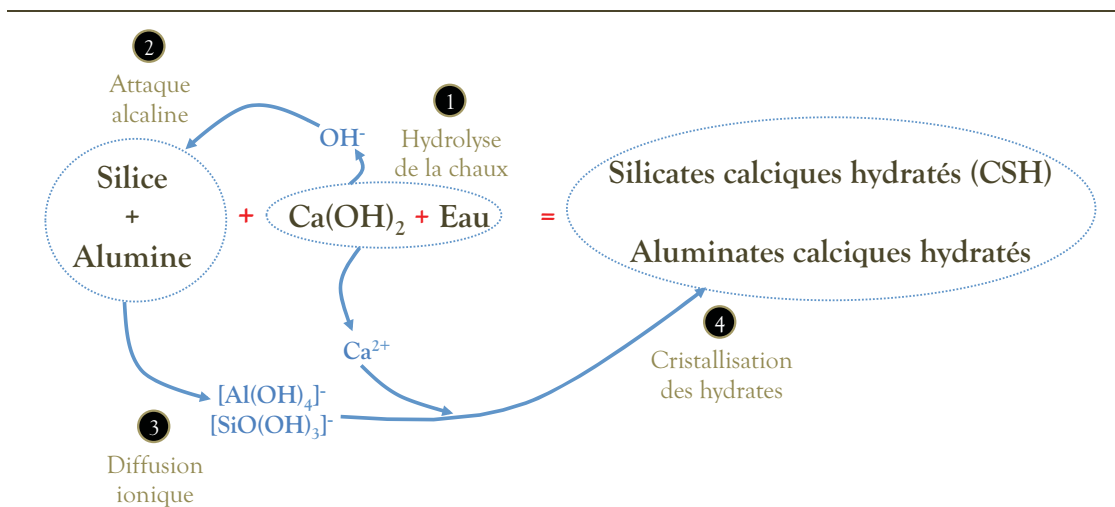 2
Attaque
alcaline
1
OH⁻
Hydrolyse
de la chaux
Silice
+
Alumine
+
Ca(OH)₂ + Eau
=
Silicates calciques hydratés (CSH)
Aluminates calciques hydratés
Ca²⁺
4
Cristallisation
des hydrates
[Al(OH)₄]⁻
[SiO(OH)₃]⁻
3
Diffusion
ionique